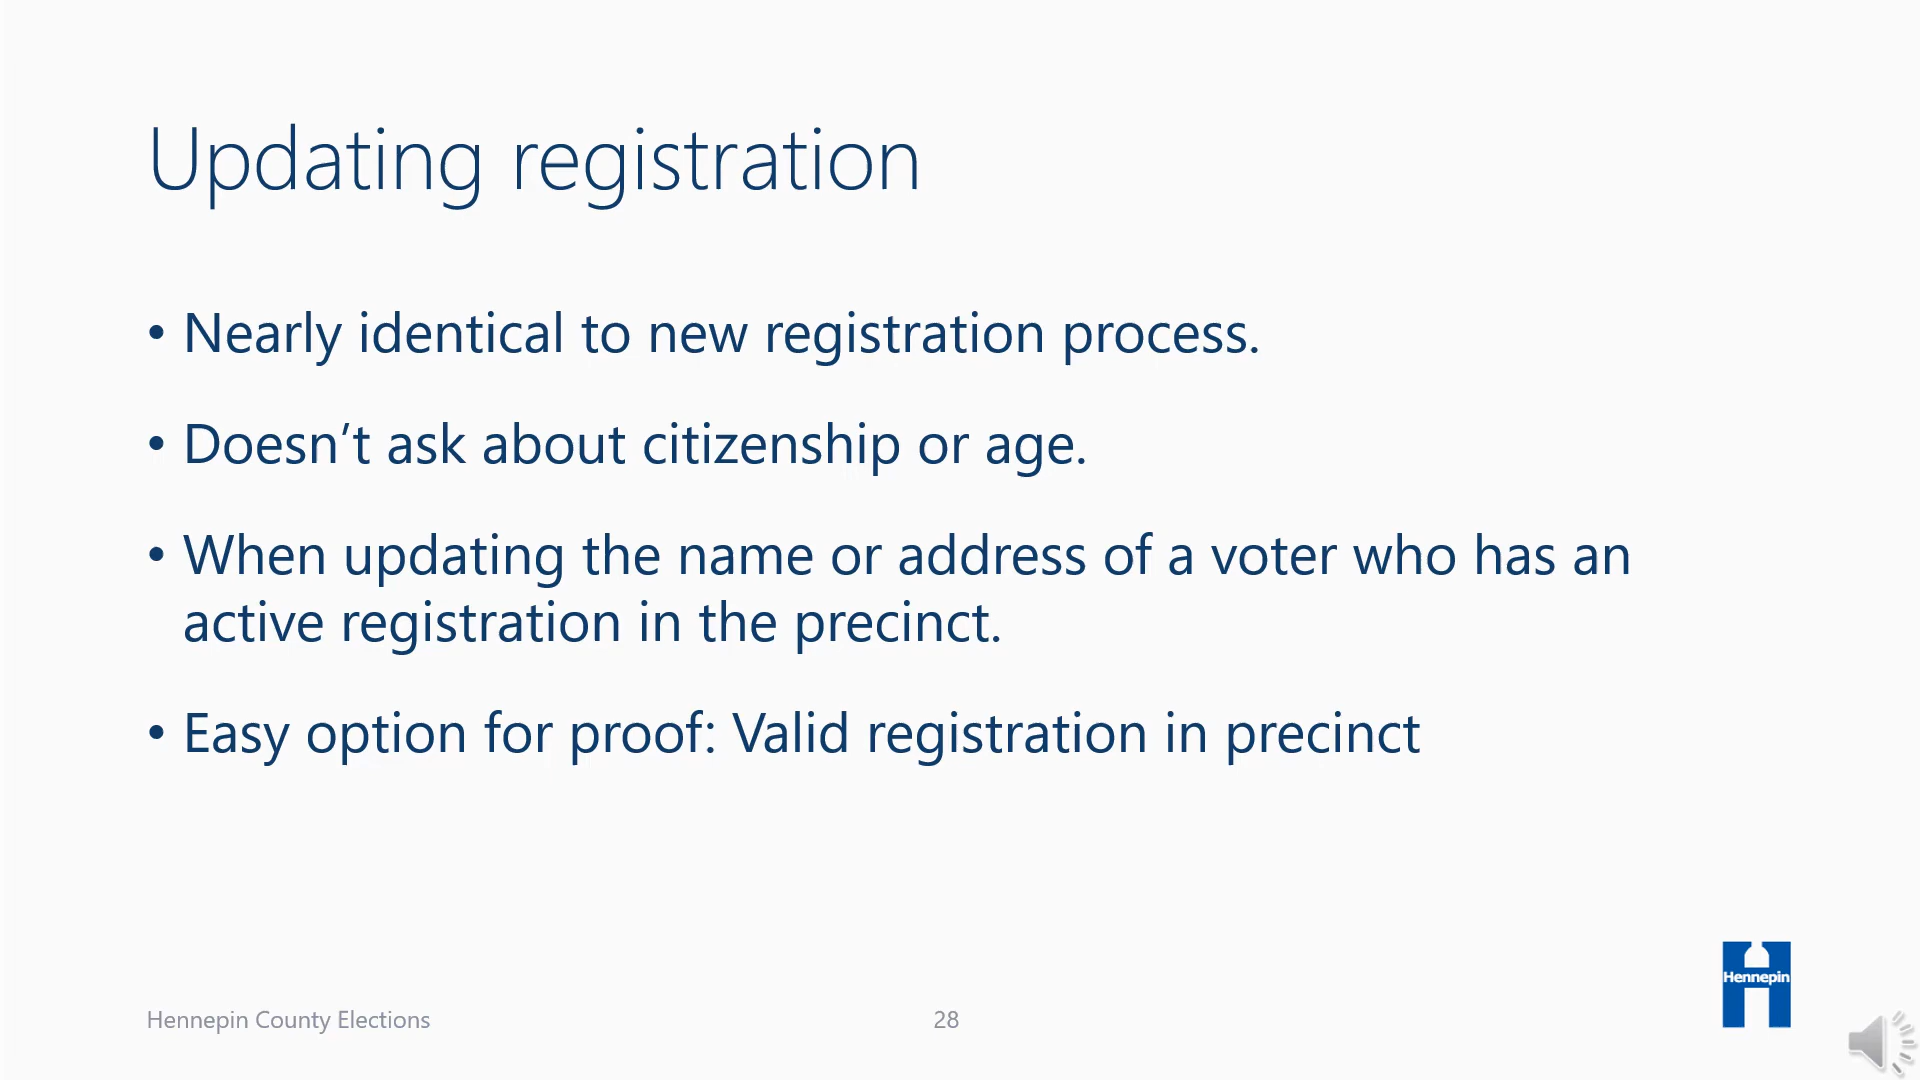 Updating registration
• Nearly identical to new registration process.
• Doesn’t ask about citizenship or age.
• When updating the name or address of a voter who has an
active registration in the precinct.
• Easy option for proof: Valid registration in precinct
Hennepin
Hennepin County Elections
28